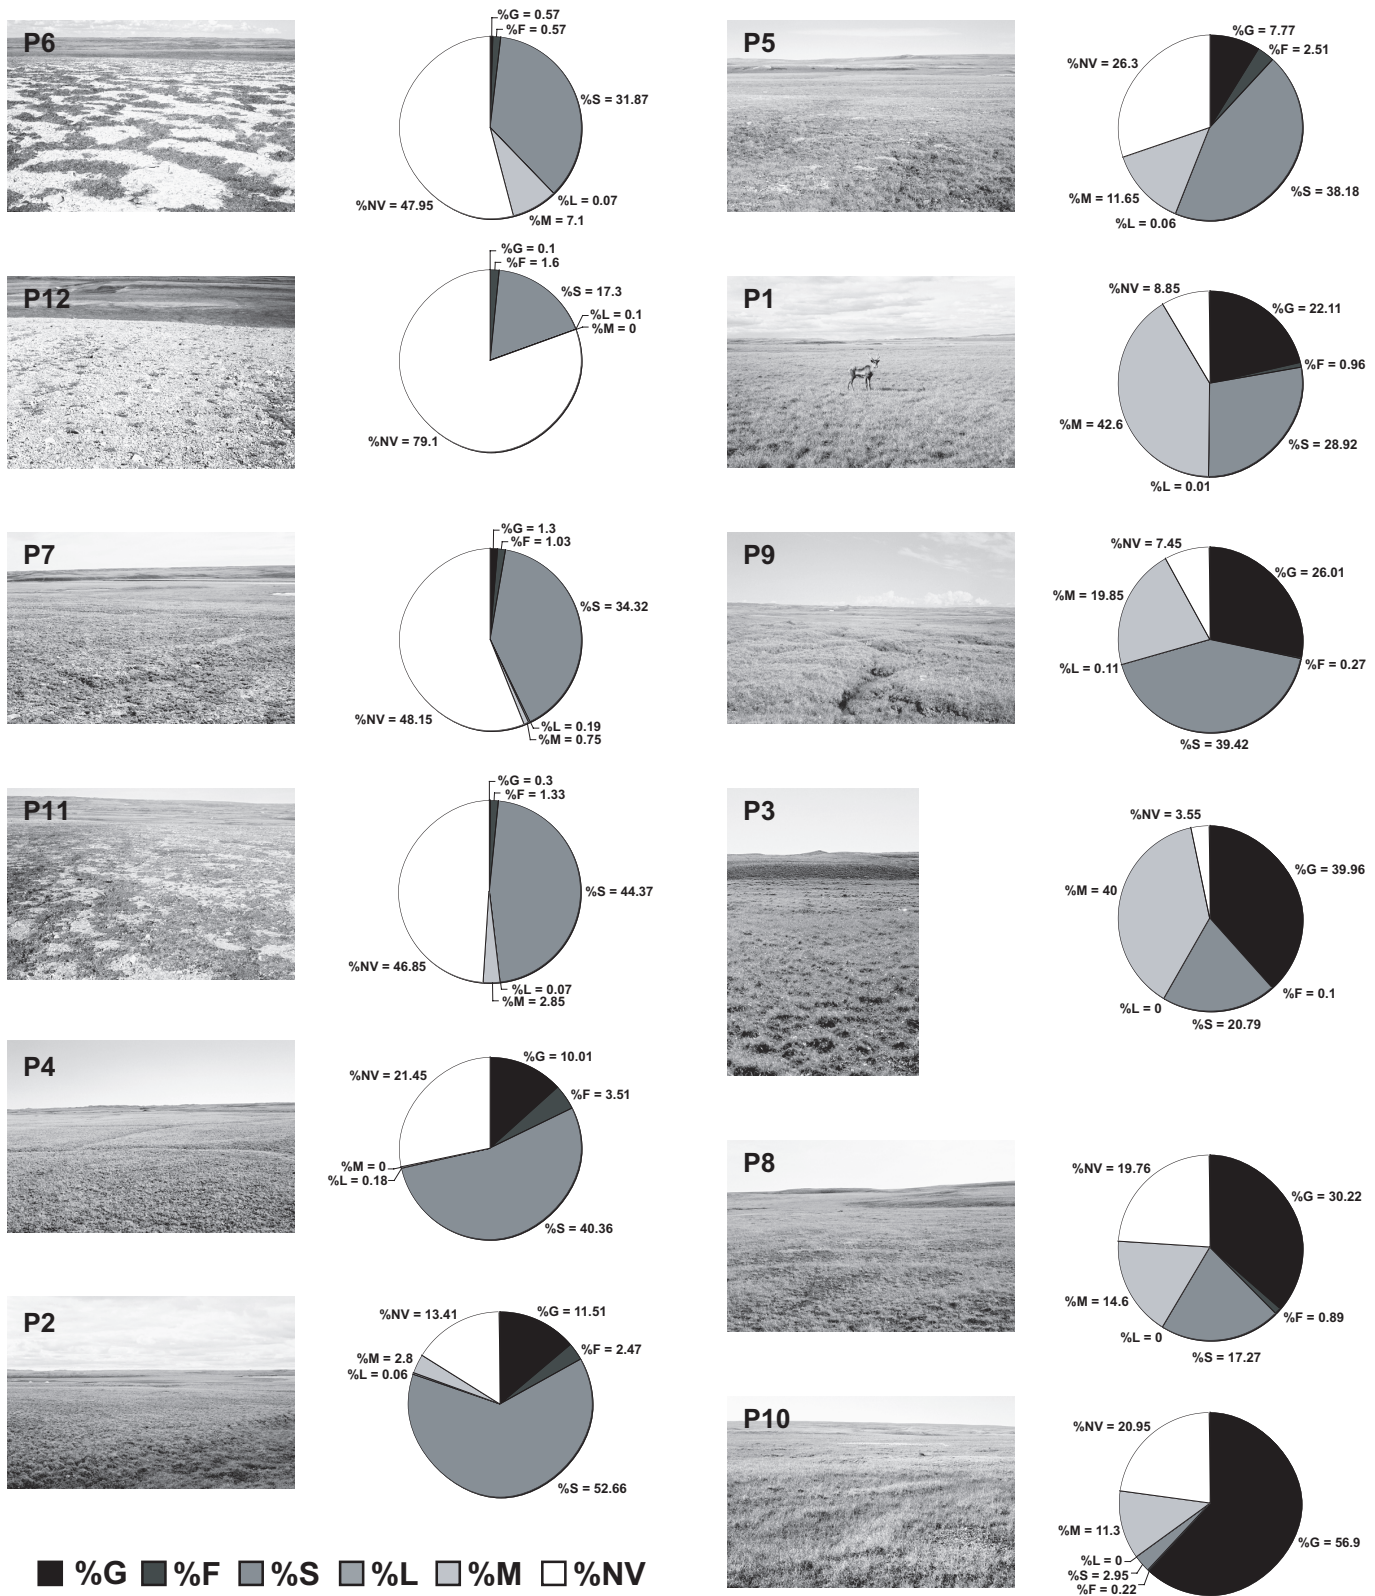 P6
%G = 0.57
%F = 0.57
%S = 31.87
%L = 0.07
%M = 7.1
%NV = 47.95
P12
%G = 0.1
%F = 1.6
%S = 17.3
%L = 0.1
%M = 0
%NV = 79.1
P7
%G = 1.3
%F = 1.03
%S = 34.32
%L = 0.19
%M = 0.75
%NV = 48.15
P11
%G = 0.3
%F = 1.33
%S = 44.37
%L = 0.07
%M = 2.85
%NV = 46.85
P4
%G = 10.01
%F = 3.51
%S = 40.36
%L = 0.18
%M = 0
%NV = 21.45
P2
%G = 11.51
%F = 2.47
%S = 52.66
%L = 0.06
%M = 2.8
%NV = 13.41
P5
%G = 7.77
%F = 2.51
%S = 38.18
%L = 0.06
%M = 11.65
%NV = 26.3
P1
%G = 22.11
%F = 0.96
%S = 28.92
%L = 0.01
%M = 42.6
%NV = 8.85
P9
%G = 26.01
%F = 0.27
%S = 39.42
%L = 0.11
%M = 19.85
%NV = 7.45
P3
%G = 39.96
%F = 0.1
%S = 20.79
%L = 0
%M = 40
%NV = 3.55
P8
%G = 30.22
%F = 0.89
%S = 17.27
%L = 0
%M = 14.6
%NV = 19.76
P10
%G = 56.9
%F = 0.22
%S = 2.95
%L = 0
%M = 11.3
%NV = 20.95
%G %F %S %L %M %NV